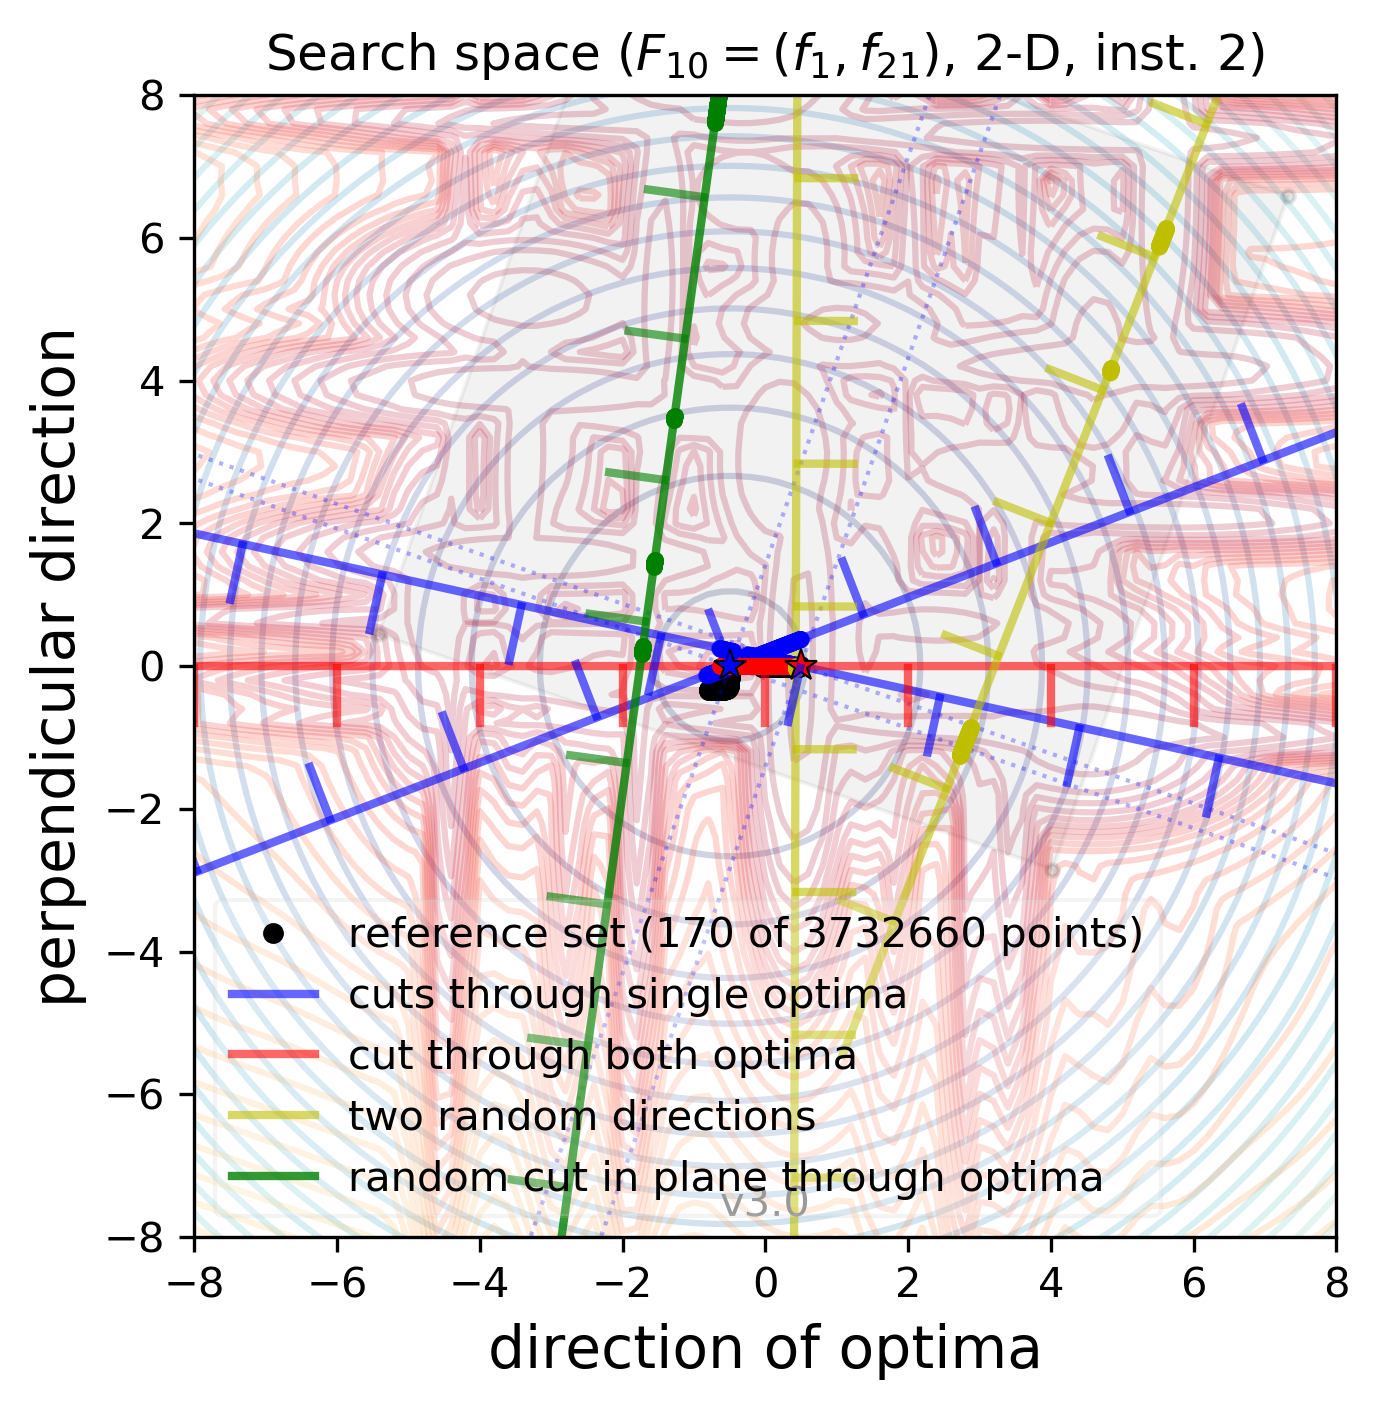 Search space (F10 = (f1, f21), 2-D, inst. 2)
8
6
4
2
0
−2
−4
−6
−8
perpendicular direction
reference set (170 of 3732660 points)
cuts through single optima
cut through both optima
two random directions
random cut in plane through optima
v3.0
−8 −6 −4 −2 0 2 4 6 8
direction of optima